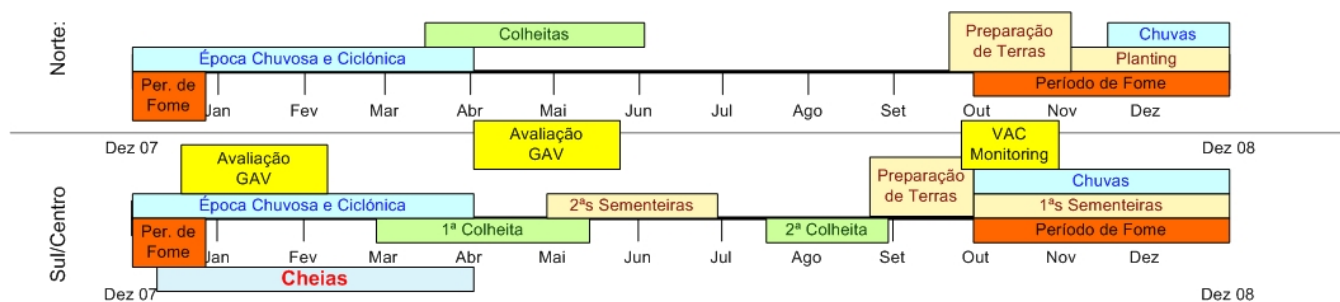 Norte:
Colheitas
Preparação
de Terras
Chuvas
Época Chuvosa e Ciclónica
Planting
Per. de
Fome
Período de Fome
Jan Fev Mar Abr Mai Jun Jul Ago Set Out Nov Dez
Dez 07
Avaliação
GAV
VAC
Monitoring
Dez 08
Sul/Centro
Avaliação
GAV
Preparação
de Terras
Chuvas
Época Chuvosa e Ciclónica
2ªs Sementeiras
1ªs Sementeiras
Per. de
Fome
1ª Colheita
2ª Colheita
Período de Fome
Jan Fev Mar Abr Mai Jun Jul Ago Set Out Nov Dez
Cheias
Dez 07
Dez 08